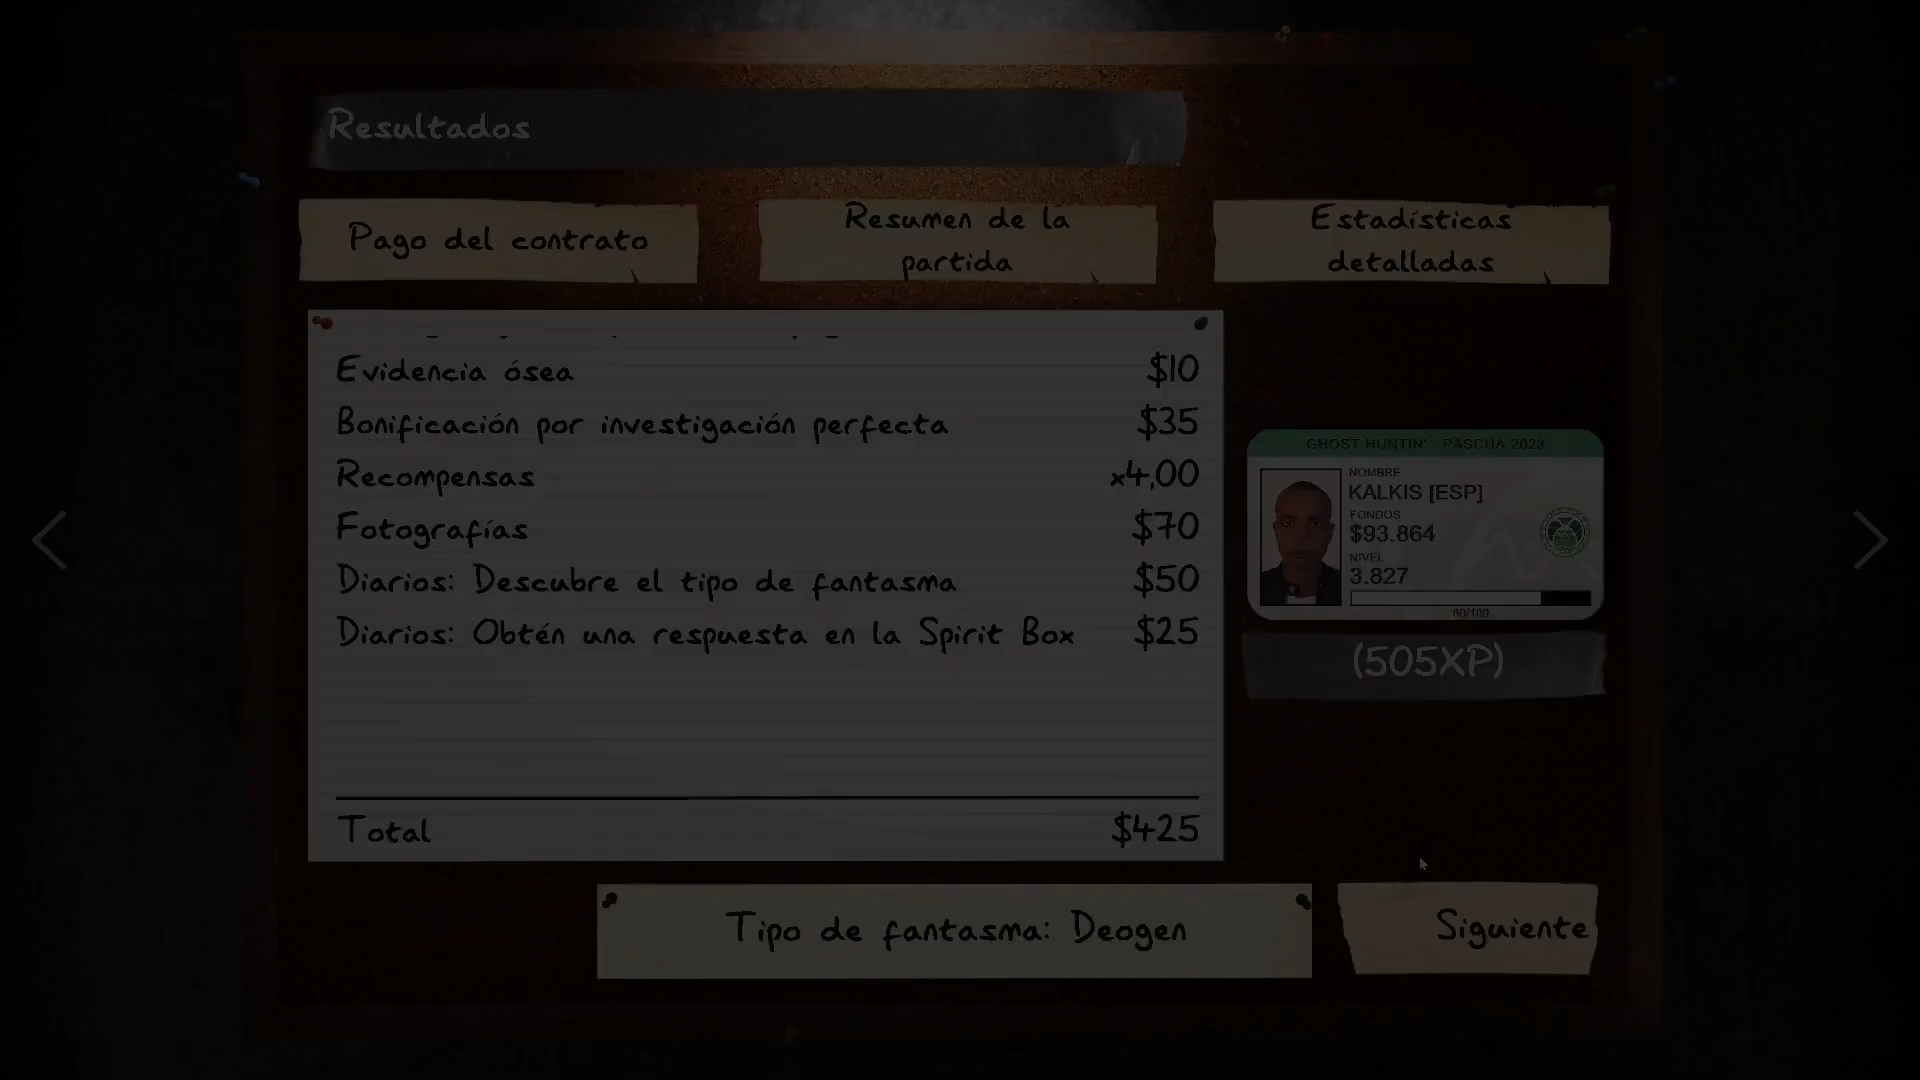 Resultados
Pago del contrato
Resumen de la
partida
Estadísticas
detalladas
Evidencia ósea $10
Bonificación por investigación perfecta $35
Recompensas x4,00
Fotografías $70
Diarios: Descubre el tipo de fantasma $50
Diarios: Obtén una respuesta en la Spirit Box $25
Total $425
GHOST HUNTIN' - PASCUA 2023
NOMBRE
KALKIS [ESP]
FONDOS
$93.864
NIVEL
3.827
80/100
(505XP)
Tipo de fantasma: Deogen
Siguiente